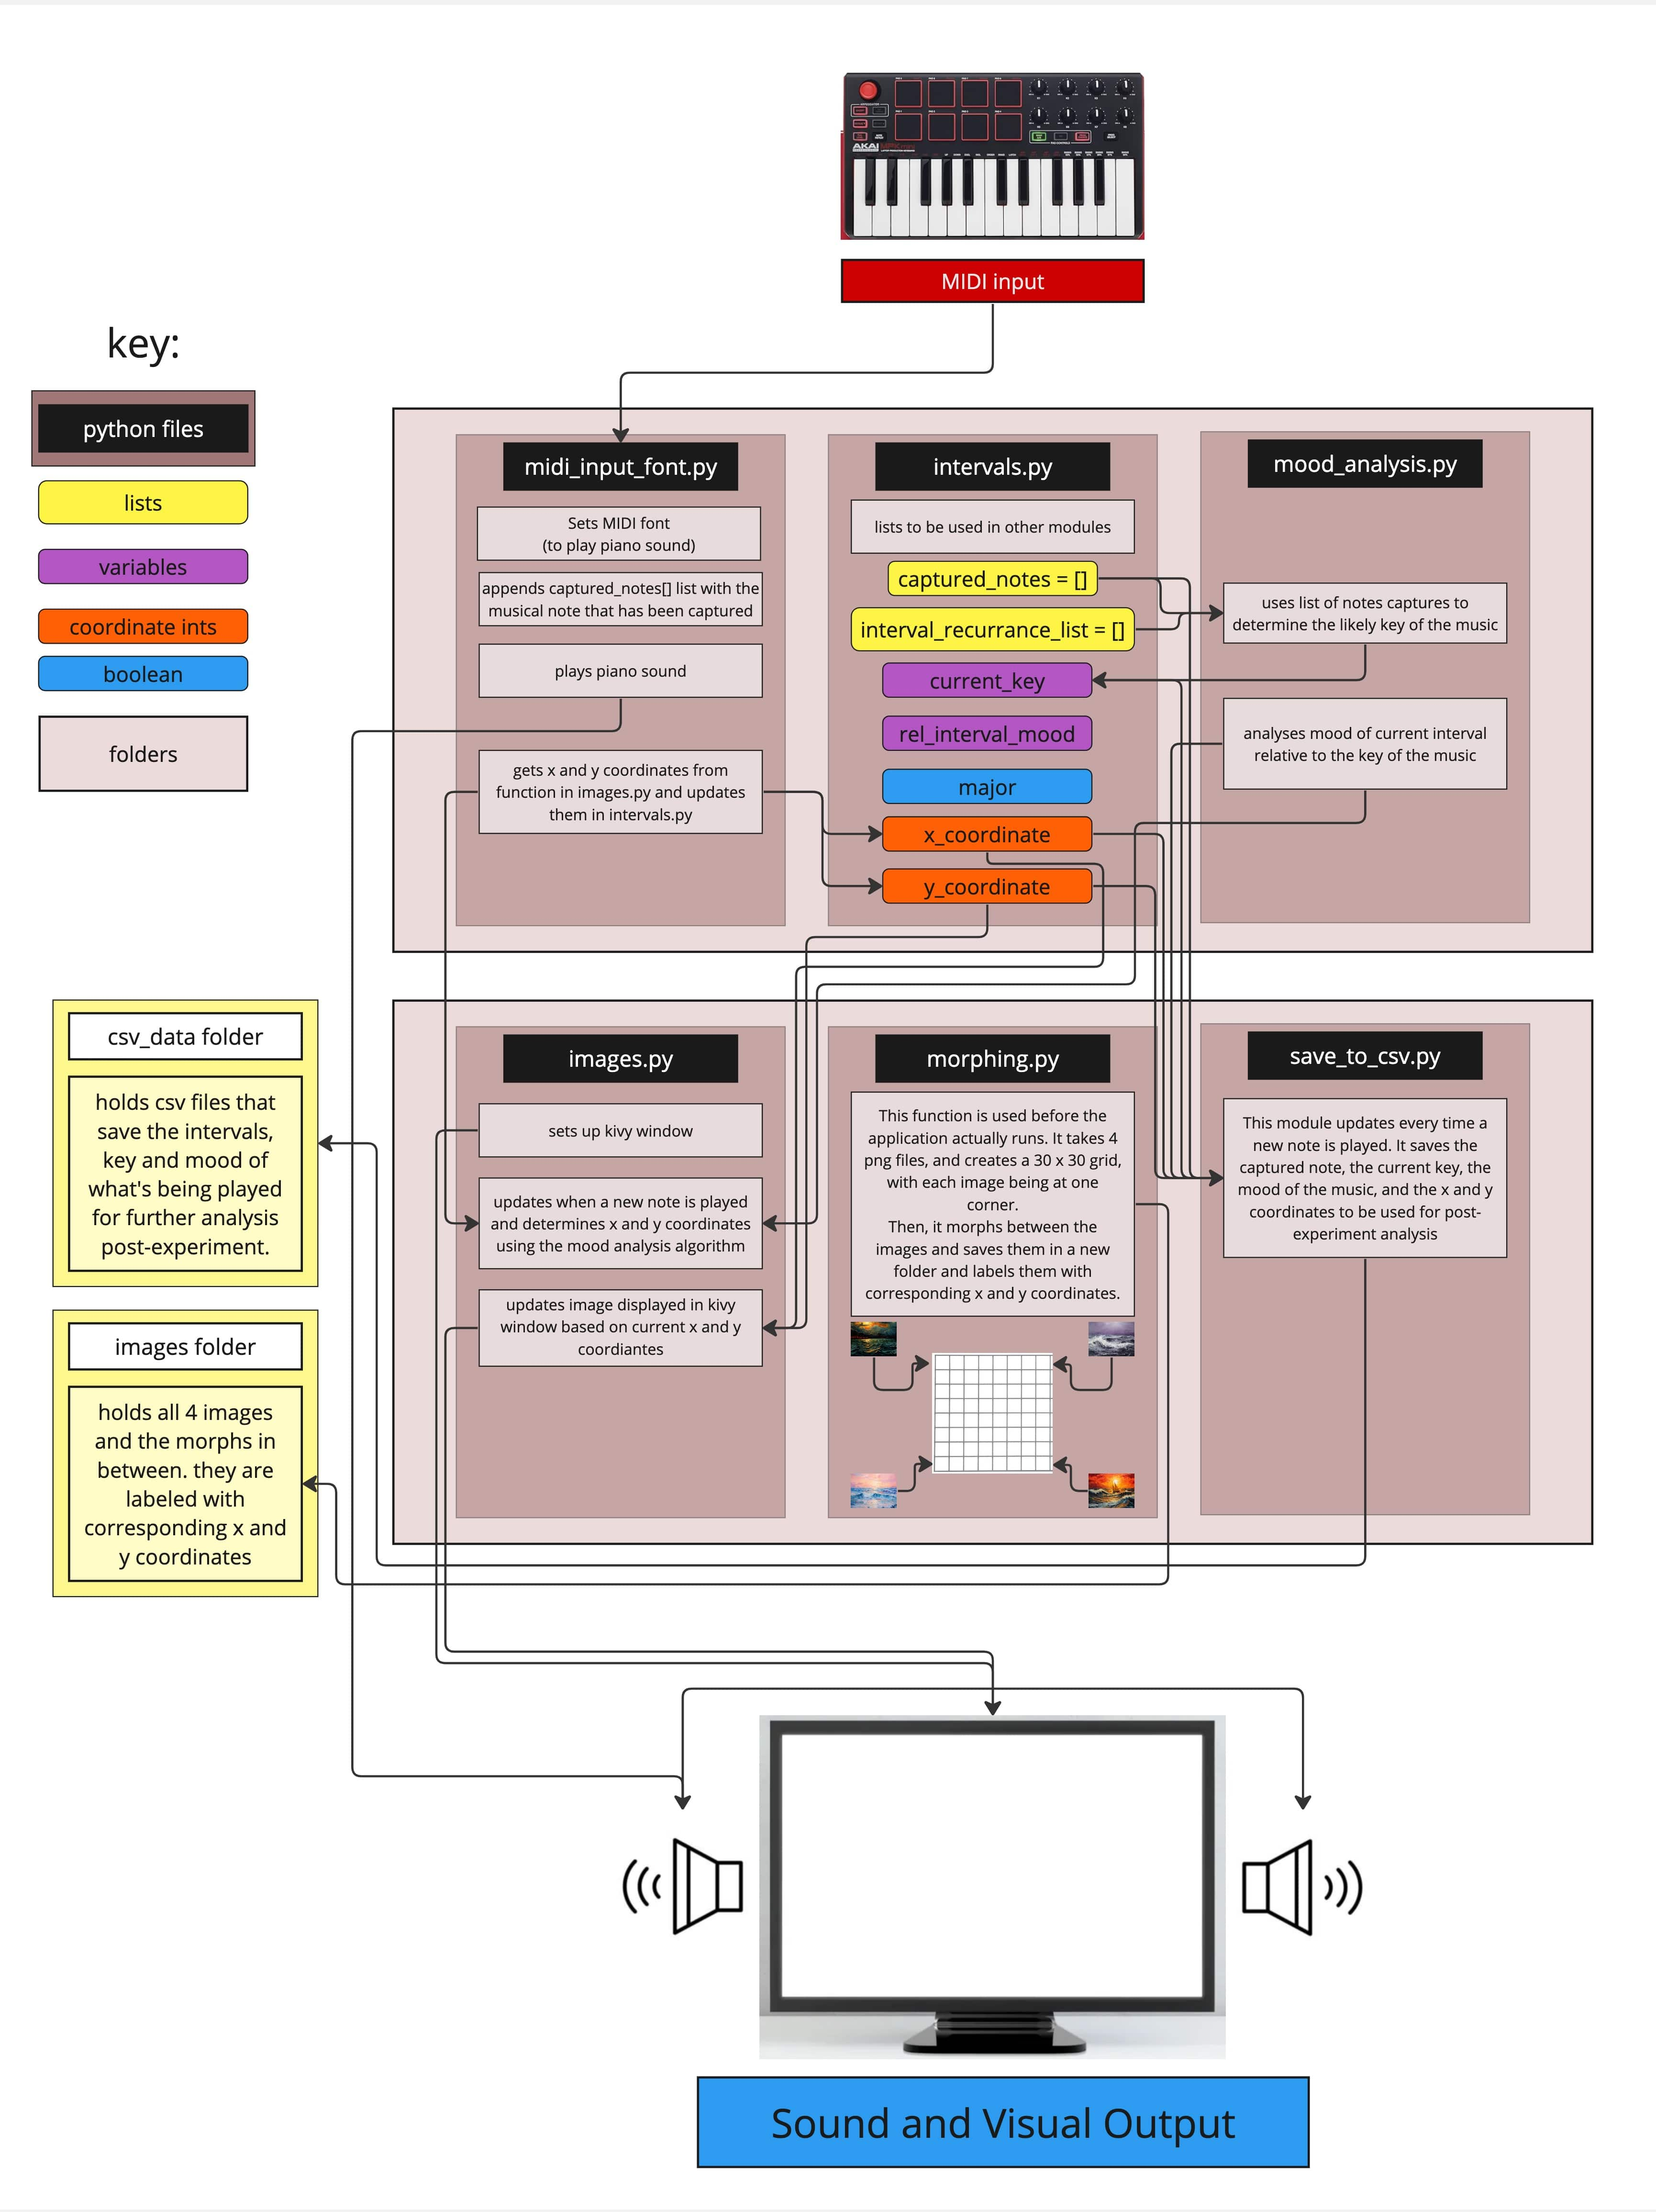 AKAI
MIDI input
key:
python files
lists
variables
coordinate ints
boolean
folders
midi_input_font.py
Sets MIDI font
(to play piano sound)
appends captured_notes[] list with the
musical note that has been captured
plays piano sound
gets x and y coordinates from
function in images.py and updates
them in intervals.py
intervals.py
lists to be used in other modules
captured_notes = []
interval_recurrance_list = []
current_key
rel_interval_mood
major
x_coordinate
y_coordinate
mood_analysis.py
uses list of notes captures to
determine the likely key of the music
analyses mood of current interval
relative to the key of the music
csv_data folder
holds csv files that
save the intervals,
key and mood of
what's being played
for further analysis
post-experiment.
images folder
holds all 4 images
and the morphs in
between. they are
labeled with
corresponding x and
y coordinates
images.py
sets up kivy window
updates when a new note is played
and determines x and y coordinates
using the mood analysis algorithm
updates image displayed in kivy
window based on current x and y
coordiantes
morphing.py
This function is used before the
application actually runs. It takes 4
png files, and creates a 30 x 30 grid,
with each image being at one
corner.
Then, it morphs between the
images and saves them in a new
folder and labels them with
corresponding x and y coordinates.
save_to_csv.py
This module updates every time a
new note is played. It saves the
captured note, the current key, the
mood of the music, and the x and y
coordinates to be used for post-
experiment analysis
Sound and Visual Output